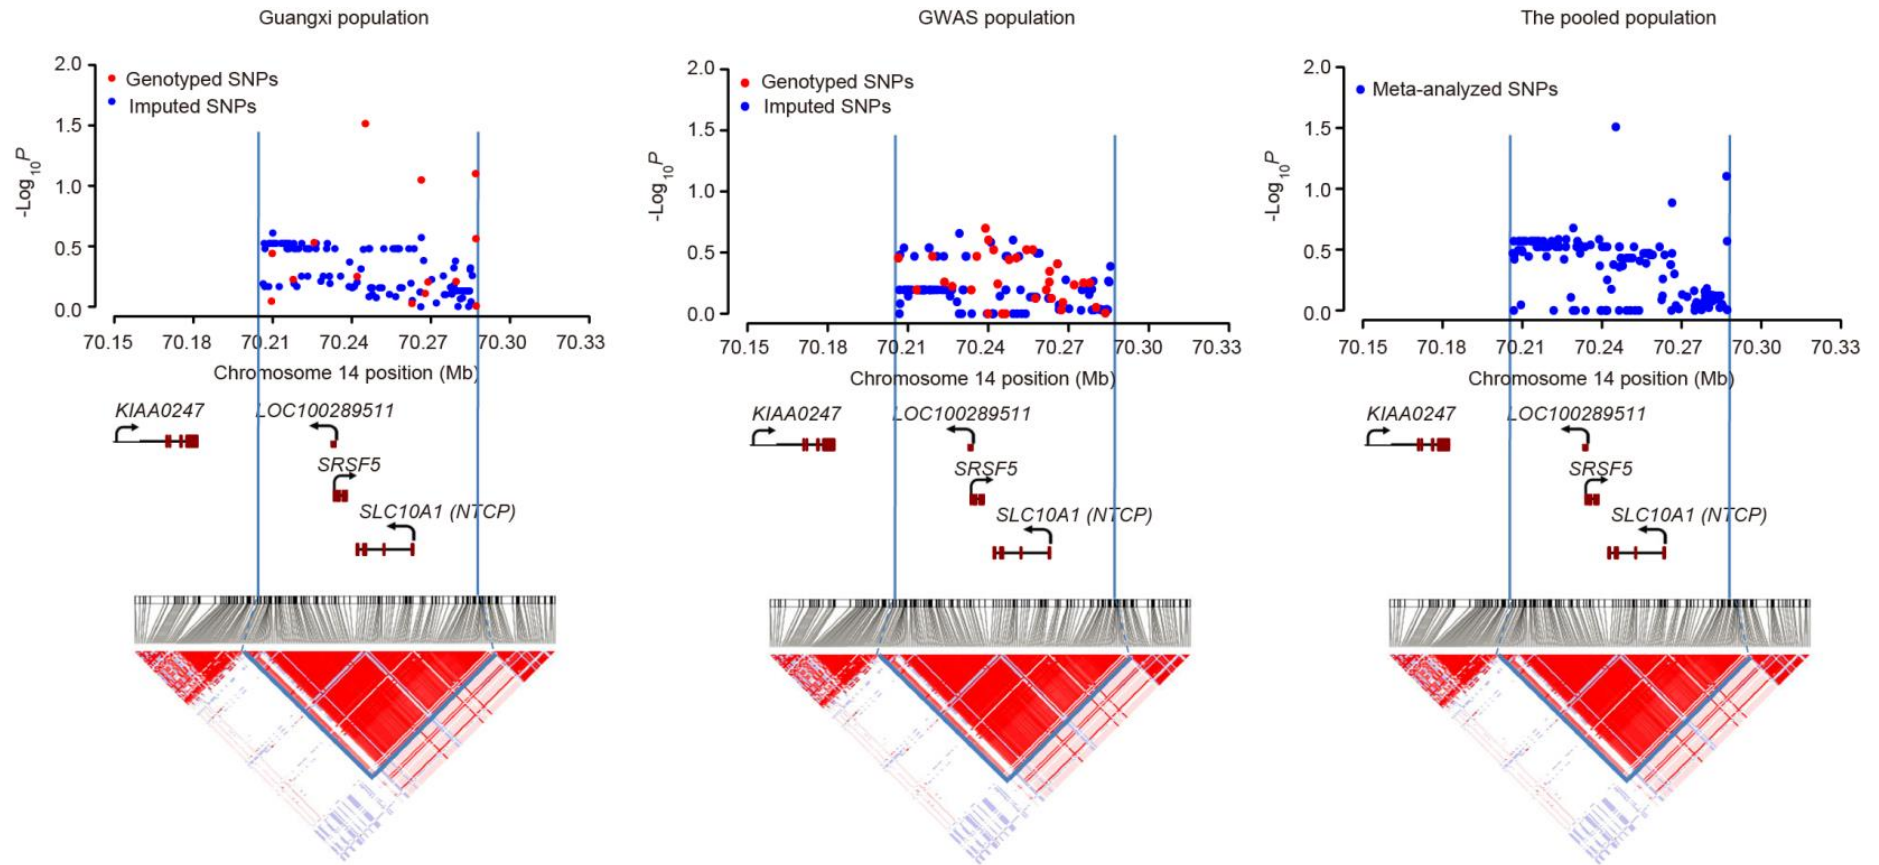 Guangxi population
2.0
1.5
1.0
0.5
0.0
-Log10P
Genotyped SNPs
Imputed SNPs
70.15 70.18 70.21 70.24 70.27 70.30 70.33
Chromosome 14 position (Mb)
KIAA0247
LOC100289511
SRSF5
SLC10A1 (NTCP)
GWAS population
2.0
1.5
1.0
0.5
0.0
-Log10P
Genotyped SNPs
Imputed SNPs
70.15 70.18 70.21 70.24 70.27 70.30 70.33
Chromosome 14 position (Mb)
KIAA0247
LOC100289511
SRSF5
SLC10A1 (NTCP)
The pooled population
2.0
1.5
1.0
0.5
0.0
-Log10P
Meta-analyzed SNPs
70.15 70.18 70.21 70.24 70.27 70.30 70.33
Chromosome 14 position (Mb)
KIAA0247
LOC100289511
SRSF5
SLC10A1 (NTCP)